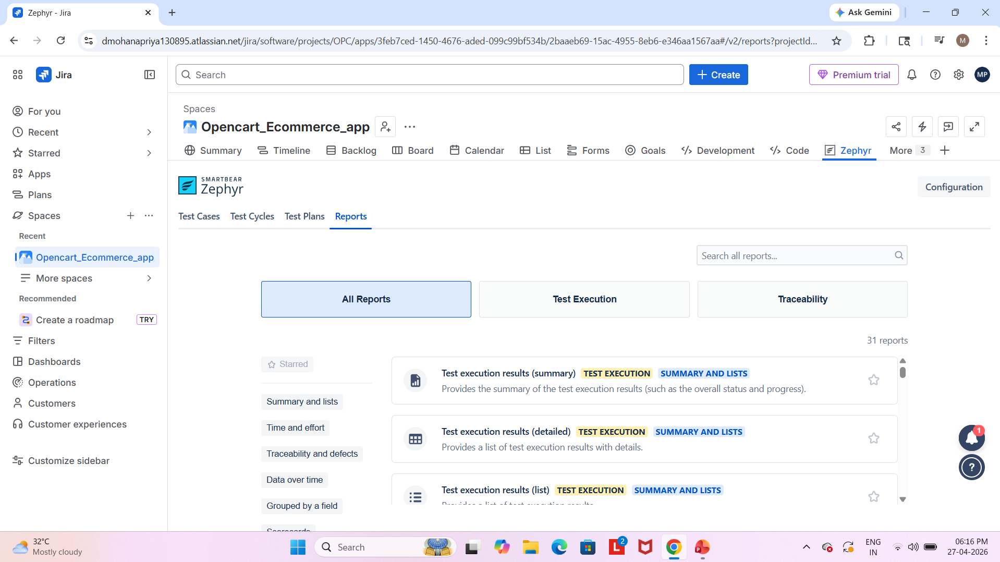 Zephyr - Jira
Ask Gemini
dmohanapriya130895.atlassian.net/jira/software/projects/OPC/apps/3feb7ced-1450-4676-aded-099c99bf534b/2baaeb69-15ac-4955-8eb6-e346aa1567aa#/v2/reports?projectId...
M
Jira
Search
Create
Premium trial
MP
For you
Recent
Starred
Apps
Plans
Spaces
Recent
Opencart_Ecommerce_app
More spaces
Recommended
Create a roadmap TRY
Filters
Dashboards
Operations
Customers
Customer experiences
Customize sidebar
Spaces
Opencart_Ecommerce_app
Summary Timeline Backlog Board Calendar List Forms Goals Development Code Zephyr More 3
SMARTBEAR
Zephyr
Configuration
Test Cases Test Cycles Test Plans Reports
Search all reports...
All Reports Test Execution Traceability
31 reports
Starred
Summary and lists
Time and effort
Traceability and defects
Data over time
Grouped by a field
Scorecards
Test execution results (summary) TEST EXECUTION SUMMARY AND LISTS
Provides the summary of the test execution results (such as the overall status and progress).
Test execution results (detailed) TEST EXECUTION SUMMARY AND LISTS
Provides a list of test execution results with details.
Test execution results (list) TEST EXECUTION SUMMARY AND LISTS
Provides a list of test execution results.
1
32°C
Mostly cloudy
Search
2
ENG
IN
06:16 PM
27-04-2026